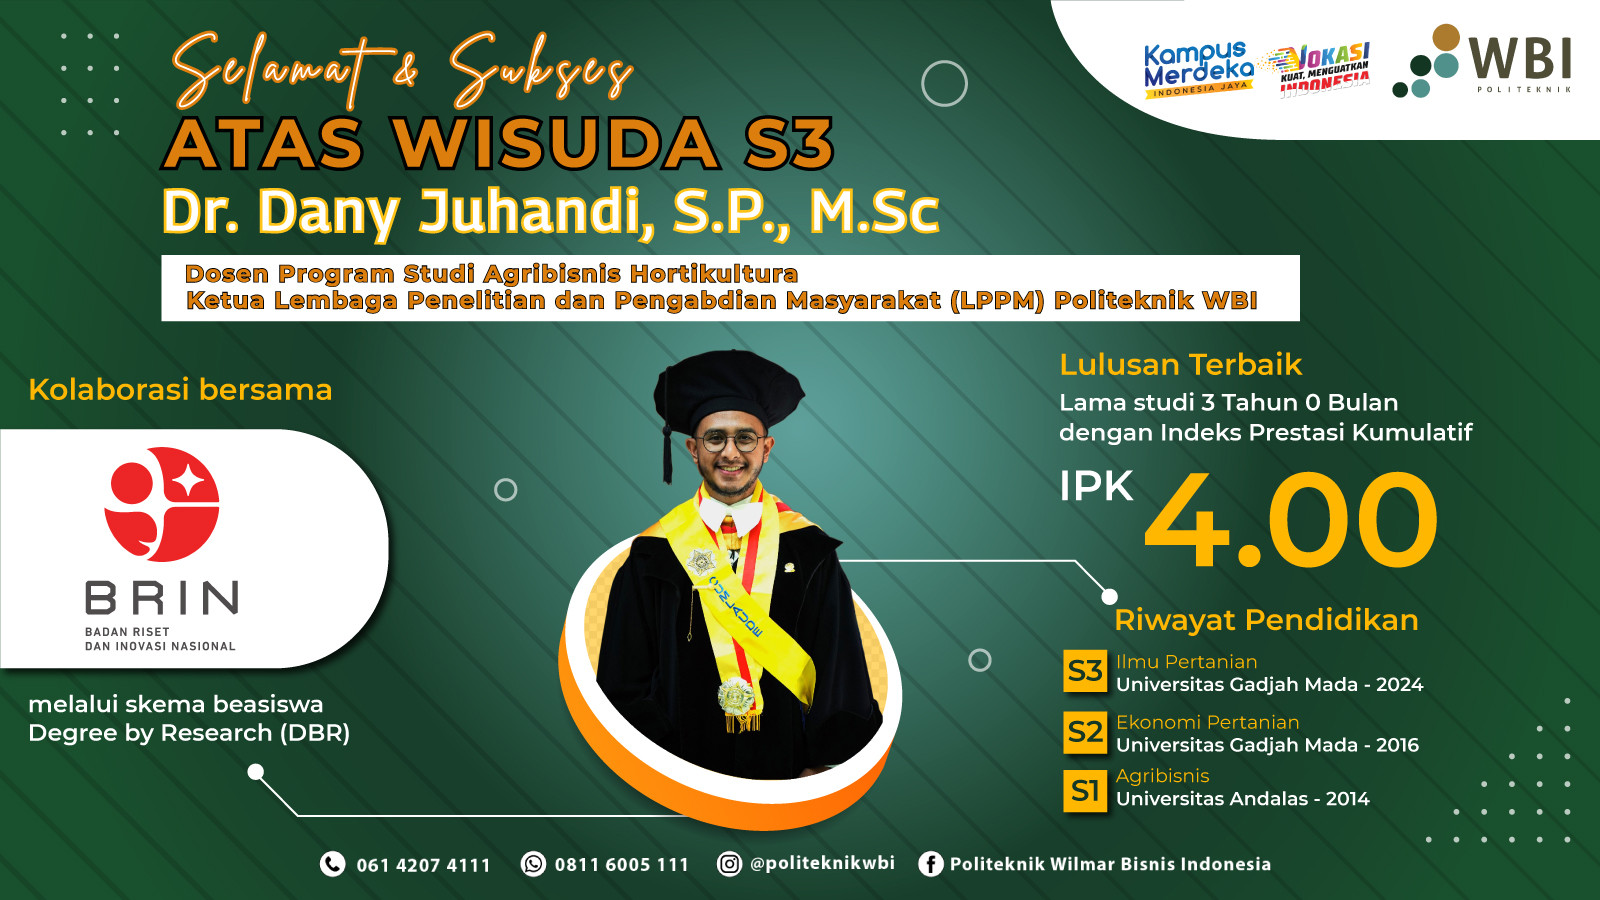 Selamat & Sukses
ATAS WISUDA S3
Dr. Dany Juhandi, S.P., M.Sc
Dosen Program Studi Agribisnis Hortikultura
Ketua Lembaga Penelitian dan Pengabdian Masyarakat (LPPM) Politeknik WBI
Kampus
Merdeka
INDONESIA JAYA
VOKASI
KUAT, MENGUATKAN
INDONESIA
WBI
POLITEKNIK
Kolaborasi bersama
BRIN
BADAN RISET
DAN INOVASI NASIONAL
melalui skema beasiswa
Degree by Research (DBR)
CUMLAUDE
Lulusan Terbaik
Lama studi 3 Tahun 0 Bulan
dengan Indeks Prestasi Kumulatif
IPK 4.00
Riwayat Pendidikan
S3 Ilmu Pertanian
Universitas Gadjah Mada - 2024
S2 Ekonomi Pertanian
Universitas Gadjah Mada - 2016
S1 Agribisnis
Universitas Andalas - 2014
061 4207 4111 0811 6005 111 @politeknikwbi Politeknik Wilmar Bisnis Indonesia